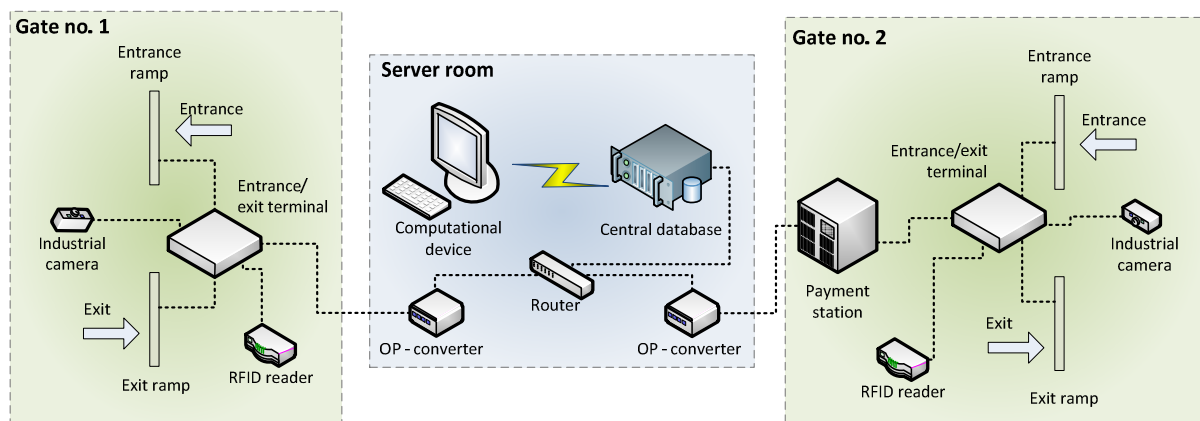 Gate no. 1
Entrance
ramp
Entrance
Entrance/
exit terminal
Industrial
camera
Exit
Exit ramp
RFID reader
Server room
Computational
device
Central database
Router
OP - converter
OP - converter
Gate no. 2
Entrance
ramp
Entrance
Entrance/exit
terminal
Industrial
camera
Payment
station
Exit
RFID reader
Exit ramp